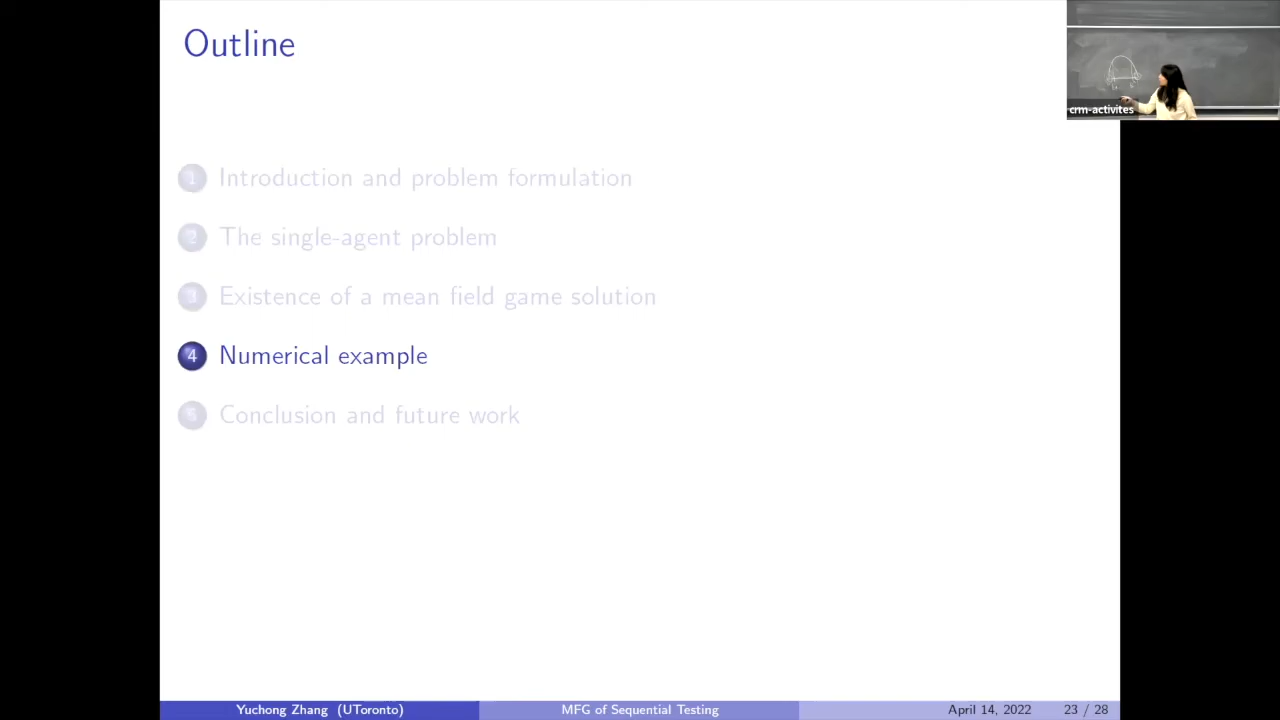 Outline
crm-activites
1 Introduction and problem formulation
2 The single-agent problem
3 Existence of a mean field game solution
4 Numerical example
5 Conclusion and future work
Yuchong Zhang (UToronto) MFG of Sequential Testing April 14, 2022 23 / 28